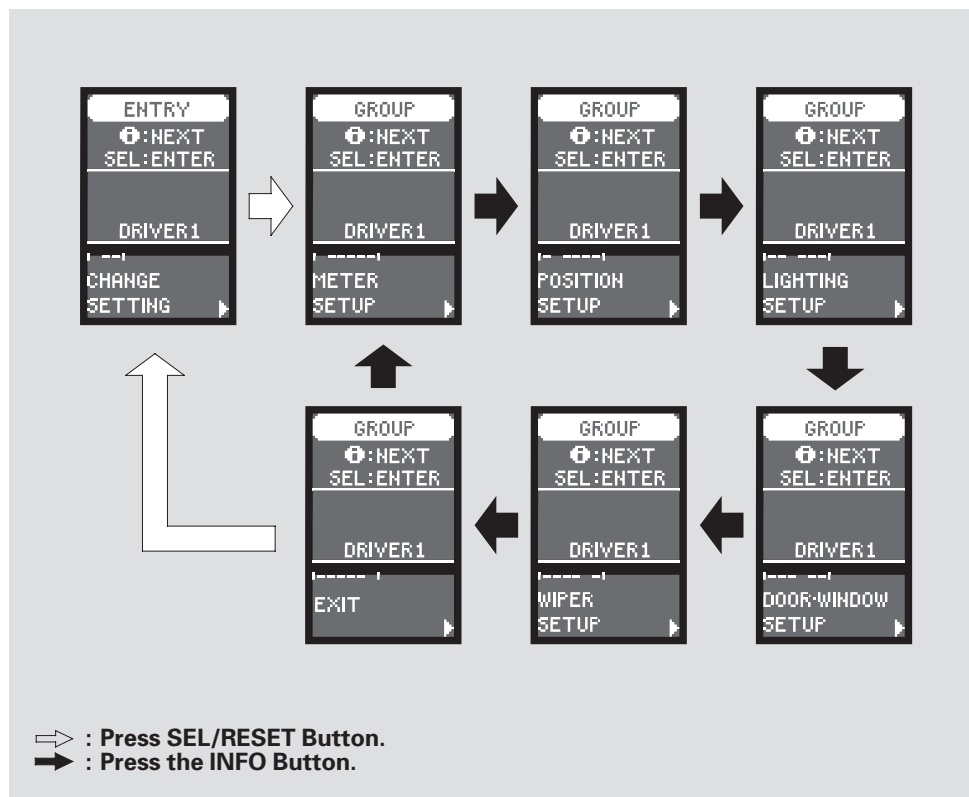 ENTRY
i:NEXT
SEL:ENTER
DRIVER1
CHANGE
SETTING
GROUP
i:NEXT
SEL:ENTER
DRIVER1
METER
SETUP
GROUP
i:NEXT
SEL:ENTER
DRIVER1
POSITION
SETUP
GROUP
i:NEXT
SEL:ENTER
DRIVER1
LIGHTING
SETUP
GROUP
i:NEXT
SEL:ENTER
DRIVER1
EXIT
GROUP
i:NEXT
SEL:ENTER
DRIVER1
WIPER
SETUP
GROUP
i:NEXT
SEL:ENTER
DRIVER1
DOOR·WINDOW
SETUP
: Press SEL/RESET Button.
: Press the INFO Button.